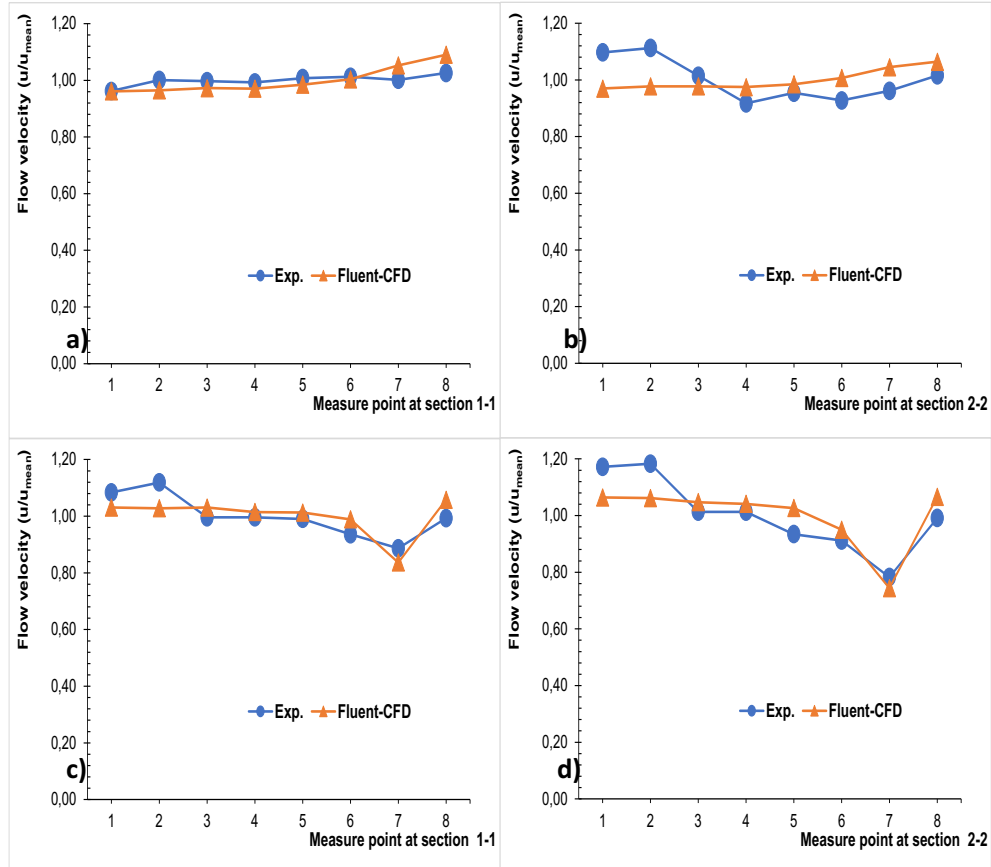 Flow velocity (u/umean)
1,20
1,00
0,80
0,60
0,40
0,20
0,00
Exp. Fluent-CFD
a)
1 2 3 4 5 6 7 8
Measure point at section 1-1
Flow velocity (u/umean)
1,20
1,00
0,80
0,60
0,40
0,20
0,00
Exp. Fluent-CFD
b)
1 2 3 4 5 6 7 8
Measure point at section 2-2
Flow velocity (u/umean)
1,20
1,00
0,80
0,60
0,40
0,20
0,00
Exp. Fluent-CFD
c)
1 2 3 4 5 6 7 8
Measure point at section 1-1
Flow velocity (u/umean)
1,20
1,00
0,80
0,60
0,40
0,20
0,00
Exp. Fluent-CFD
d)
1 2 3 4 5 6 7 8
Measure point at section 2-2